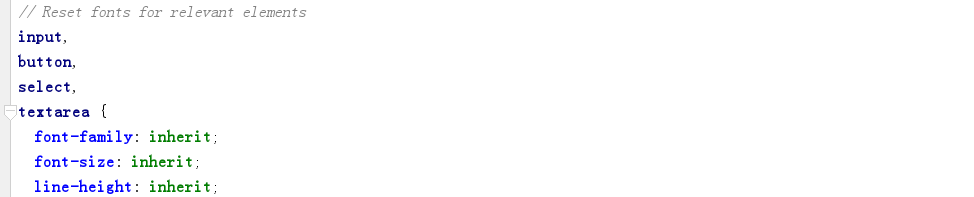 // Reset fonts for relevant elements
input,
button,
select,
textarea {
  font-family: inherit;
  font-size: inherit;
  line-height: inherit;